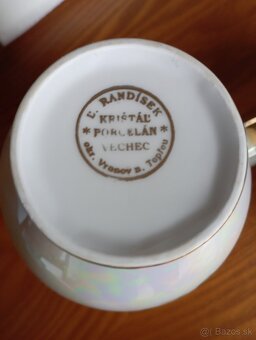 Ľ. RANDÍSEK
KRIŠTÁĽ
* PORCELÁN *
VECHEC
okr. Vranov n. Topľou
© Bazos.sk